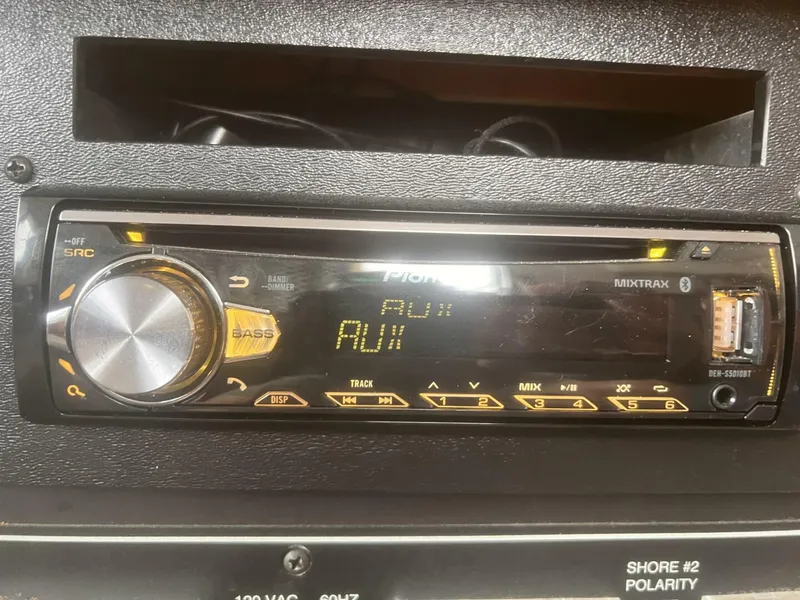 --OFF
SRC
BAND/
--DIMMER
BASS
MIXTRAX
AUX
AUX
DEH-S5010BT
DISP
TRACK
1 2
MIX
3 4
5 6
SHORE #2
POLARITY
120 VAC 60HZ